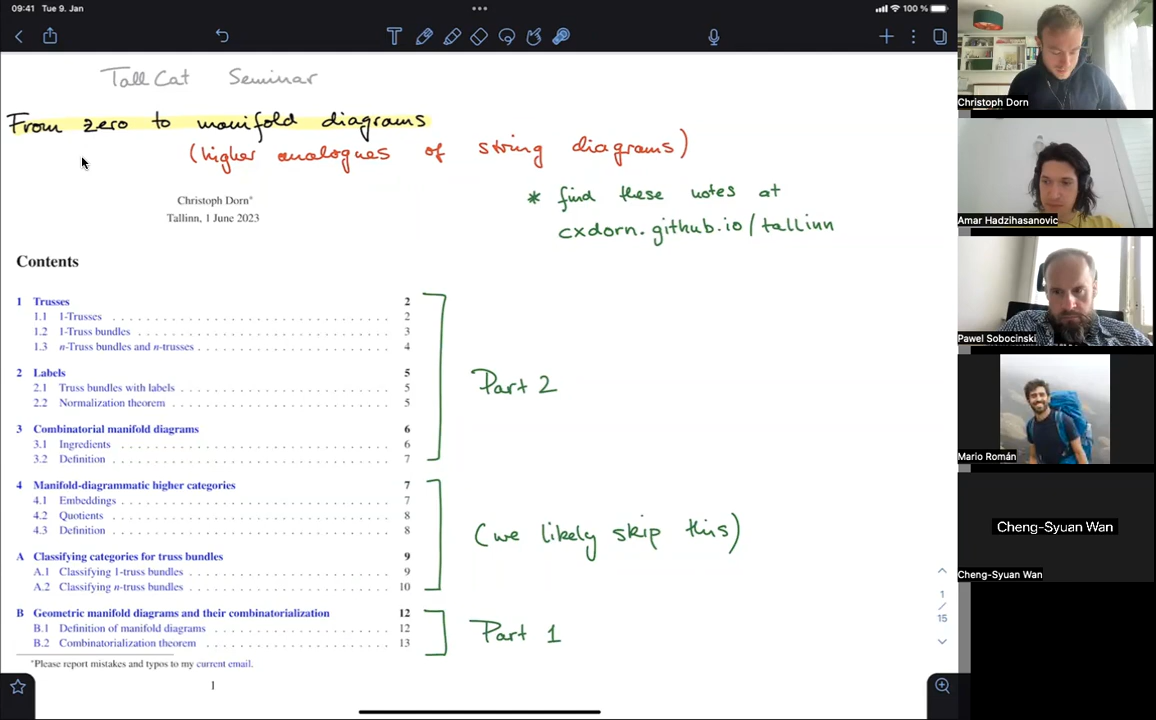 09:41 Tue 9. Jan
100 %
TallCat Seminar
From zero to manifold diagrams
(higher analogues of string diagrams)
* find these notes at
cxdorn.github.io/tallinn
Christoph Dorn*
Tallinn, 1 June 2023
Contents
1 Trusses 2
1.1 1-Trusses 2
1.2 1-Truss bundles 3
1.3 n-Truss bundles and n-trusses 4
2 Labels 5
2.1 Truss bundles with labels 5
2.2 Normalization theorem 5
Part 2
3 Combinatorial manifold diagrams 6
3.1 Ingredients 6
3.2 Definition 7
4 Manifold-diagrammatic higher categories 7
4.1 Embeddings 7
4.2 Quotients 8
4.3 Definition 8
(we likely skip this)
A Classifying categories for truss bundles 9
A.1 Classifying 1-truss bundles 9
A.2 Classifying n-truss bundles 10
B Geometric manifold diagrams and their combinatorialization 12
B.1 Definition of manifold diagrams 12
B.2 Combinatorialization theorem 13
Part 1
*Please report mistakes and typos to my current email.
1
1
/
15
Christoph Dorn
Amar Hadzihasanovic
Pawel Sobocinski
Mario Román
Cheng-Syuan Wan
Cheng-Syuan Wan